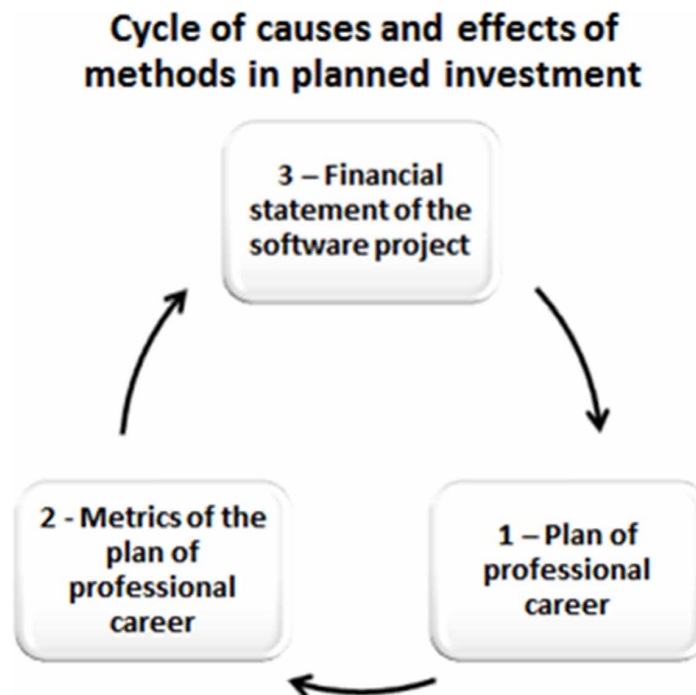 Cycle of causes and effects of
methods in planned investment
3 – Financial
statement of the
software project
2 - Metrics of the
plan of
professional
career
1 – Plan of
professional
career